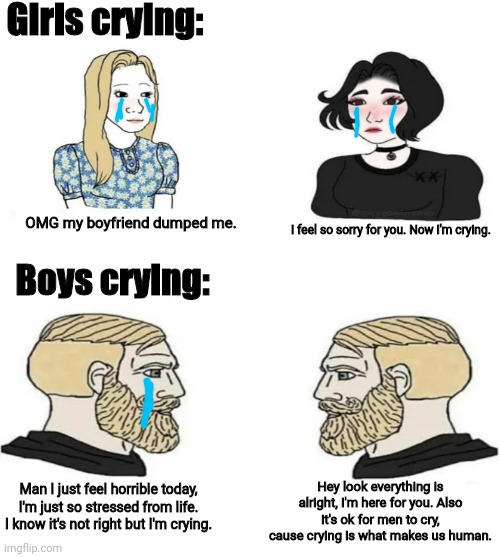 Girls crying:
OMG my boyfriend dumped me.
I feel so sorry for you. Now I'm crying.
Boys crying:
Man I just feel horrible today,
I'm just so stressed from life.
I know it's not right but I'm crying.
Hey look everything is
alright, I'm here for you. Also
it's ok for men to cry,
cause crying is what makes us human.
imgflip.com